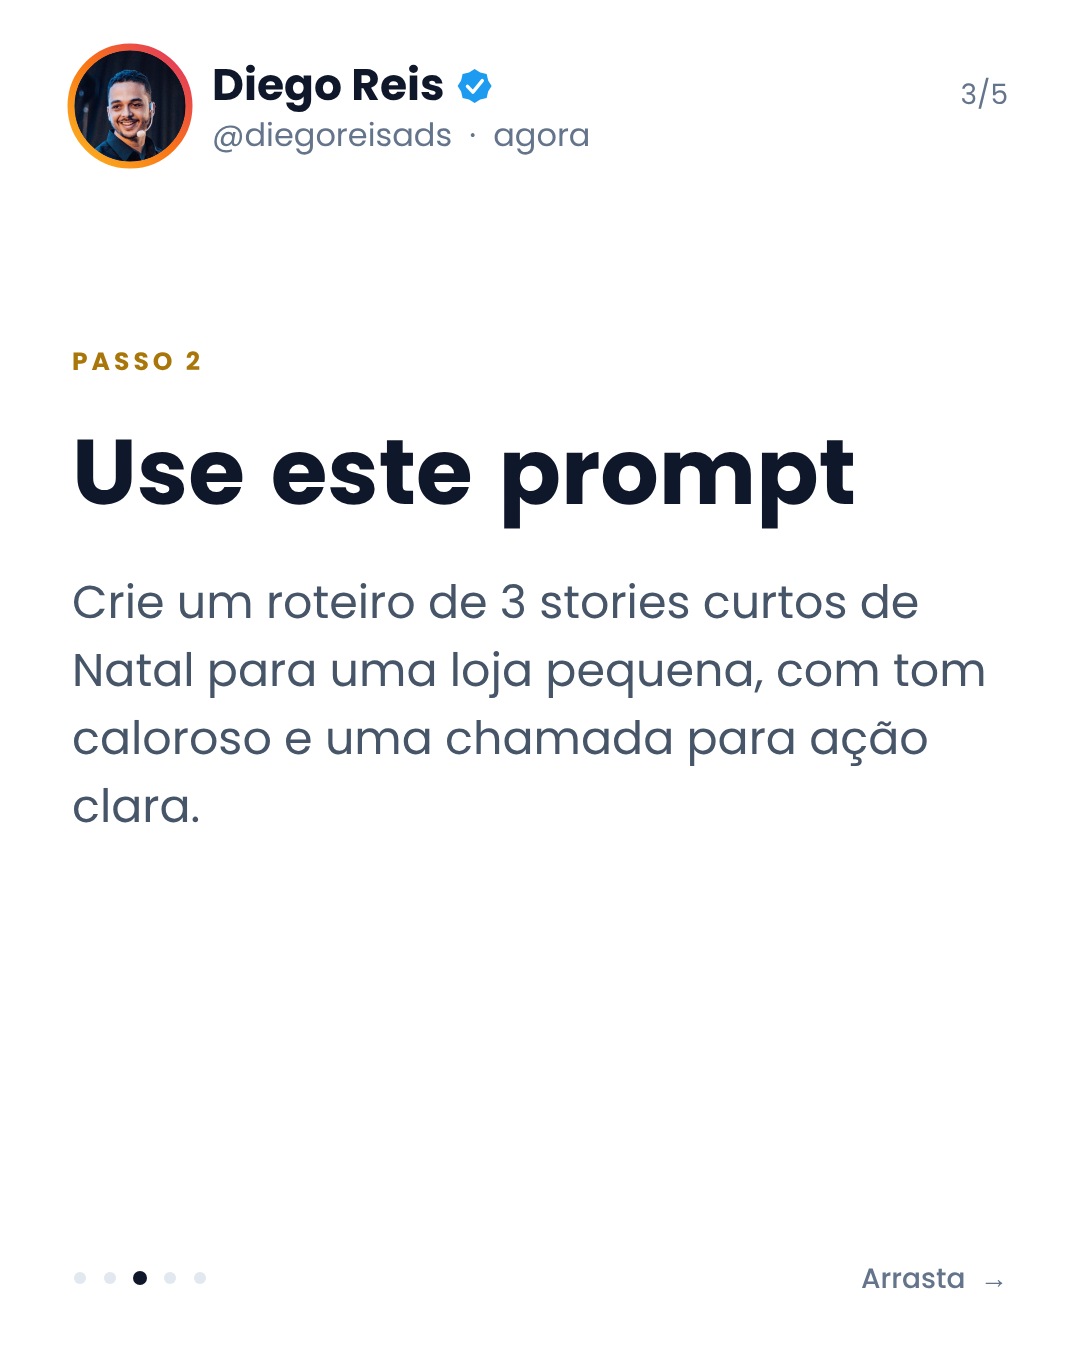 Diego Reis
3/5
@diegoreisads · agora
PASSO 2
Use este prompt
Crie um roteiro de 3 stories curtos de
Natal para uma loja pequena, com tom
caloroso e uma chamada para ação
clara.
Arrasta →